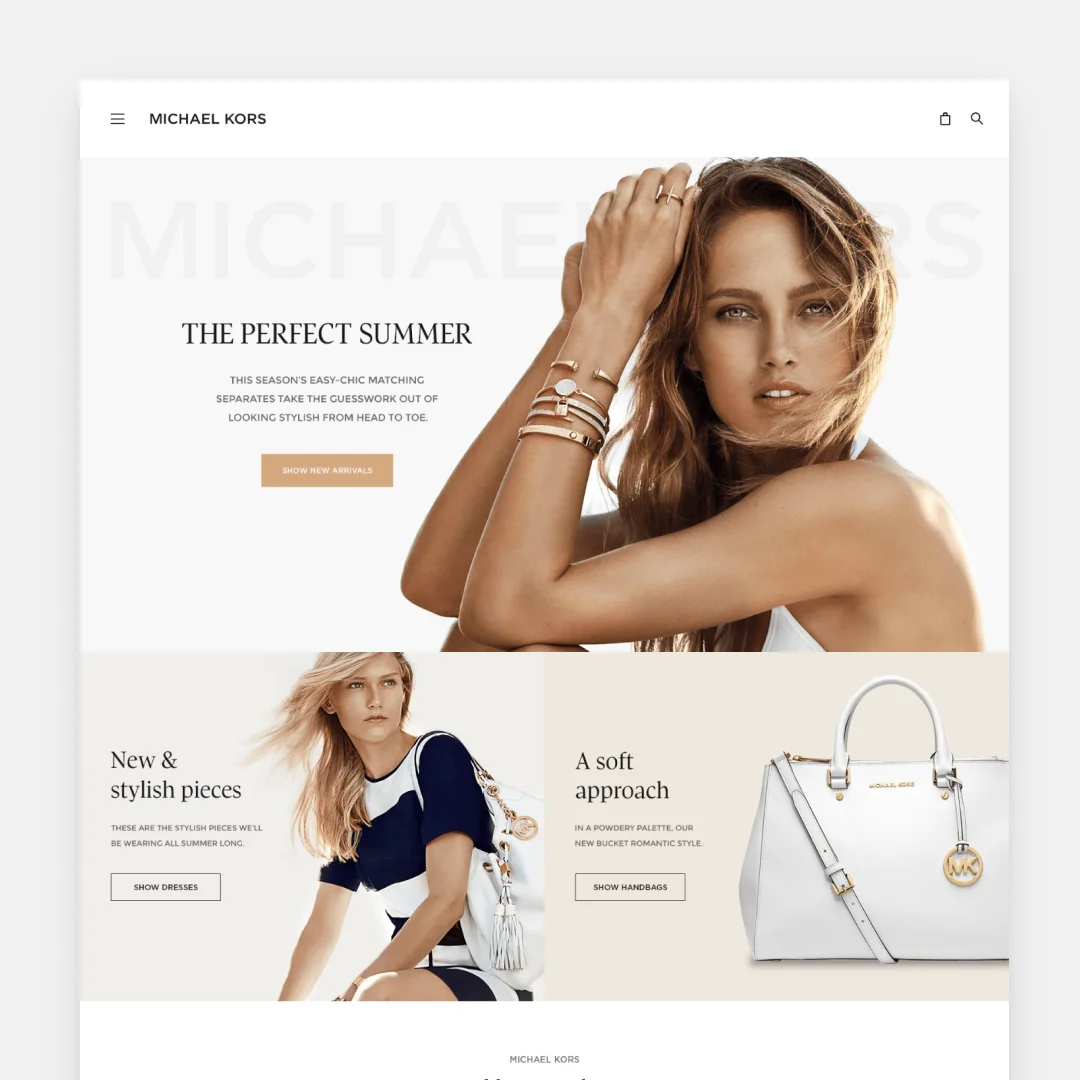 MICHAEL KORS
MICHAEL KORS
THE PERFECT SUMMER
THIS SEASON'S EASY-CHIC MATCHING
SEPARATES TAKE THE GUESSWORK OUT OF
LOOKING STYLISH FROM HEAD TO TOE.
SHOW NEW ARRIVALS
New &
stylish pieces
THESE ARE THE STYLISH PIECES WE'LL
BE WEARING ALL SUMMER LONG.
SHOW DRESSES
A soft
approach
IN A POWDERY PALETTE, OUR
NEW BUCKET ROMANTIC STYLE.
SHOW HANDBAGS
MICHAEL KORS
MK
MICHAEL KORS